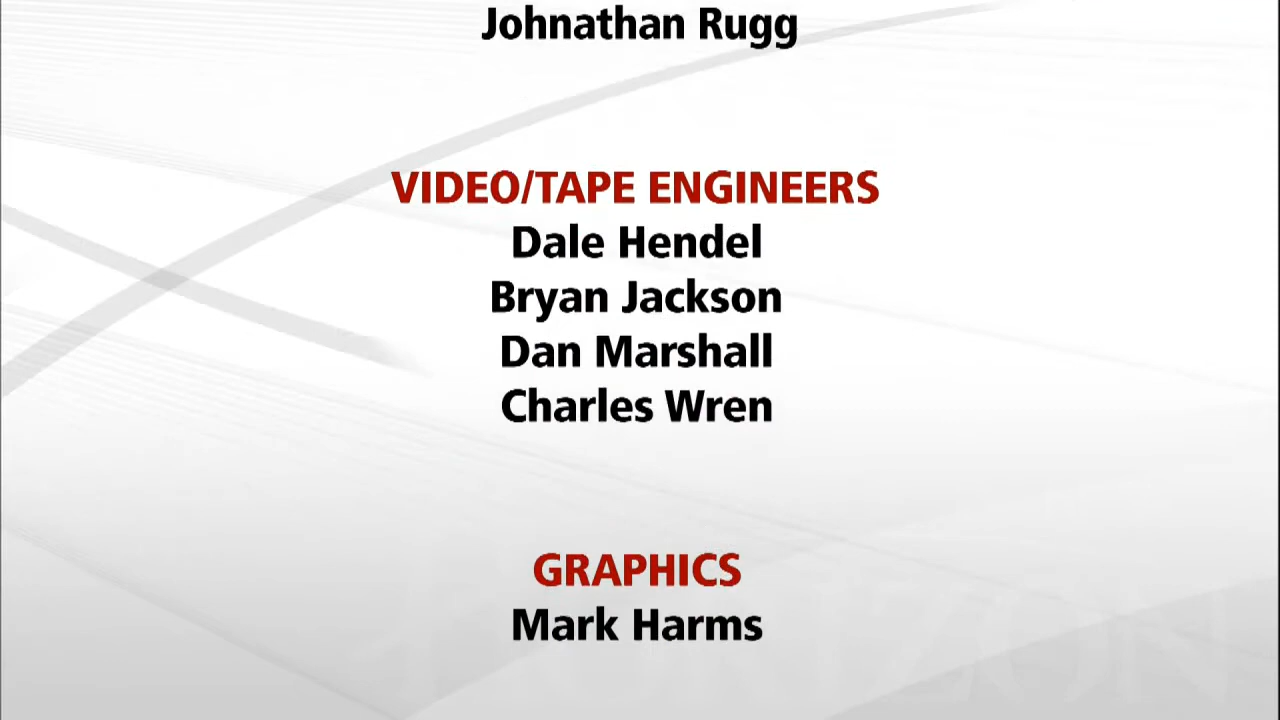 Johnathan Rugg
VIDEO/TAPE ENGINEERS
Dale Hendel
Bryan Jackson
Dan Marshall
Charles Wren
GRAPHICS
Mark Harms